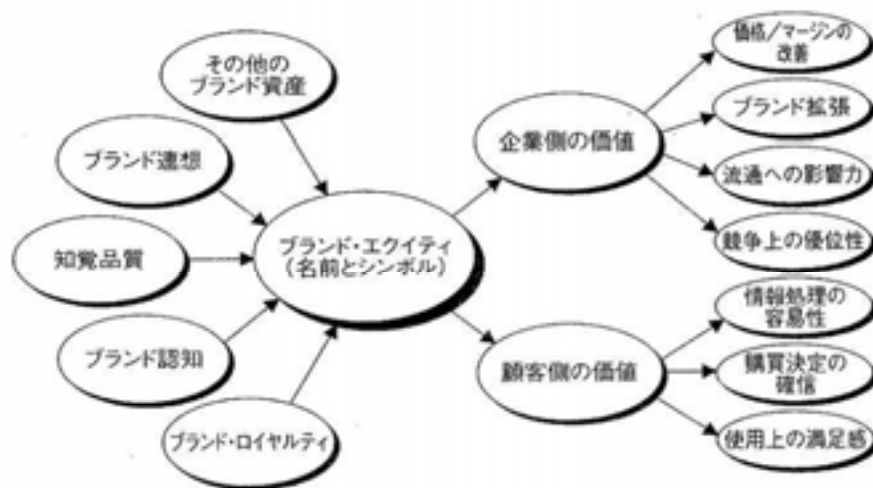 その他の
ブランド資産
ブランド連想
知覚品質
ブランド認知
ブランド・ロイヤルティ
ブランド・エクイティ
(名前とシンボル)
企業側の価値
顧客側の価値
価格/マージンの
改善
ブランド拡張
流通への影響力
競争上の優位性
情報処理の
容易性
購買決定の
確信
使用上の満足感